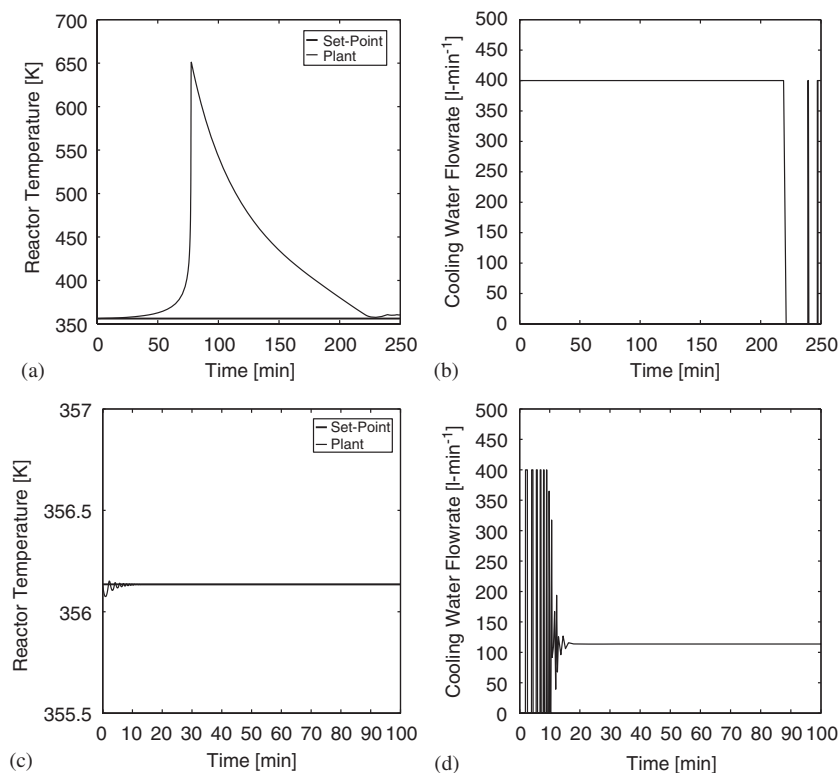 700
650
600
550
500
450
400
350
Reactor Temperature [K]
Set-Point
Plant
0 50 100 150 200 250
Time [min]
(a)
500
450
400
350
300
250
200
150
100
50
0
Cooling Water Flowrate [l-min-1]
0 50 100 150 200 250
Time [min]
(b)
357
356.5
356
355.5
Reactor Temperature [K]
Set-Point
Plant
0 10 20 30 40 50 60 70 80 90 100
Time [min]
(c)
500
450
400
350
300
250
200
150
100
50
0
Cooling Water Flowrate [l-min-1]
0 10 20 30 40 50 60 70 80 90 100
Time [min]
(d)